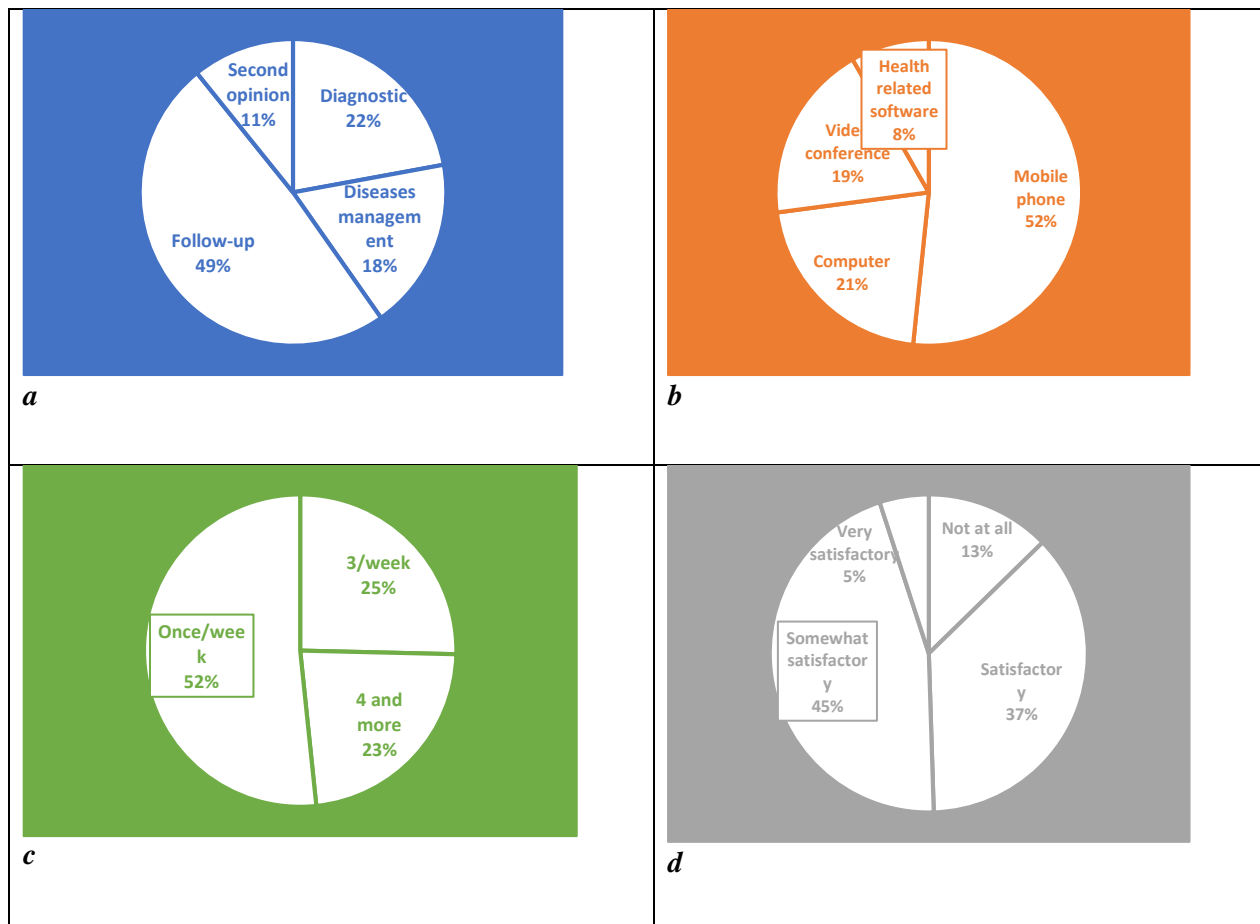 Second
opinion
11%
Diagnostic
22%
Diseases
managem
ent
18%
Follow-up
49%
a
Health
related
software
8%
Vide
conference
19%
Mobile
phone
52%
Computer
21%
b
3/week
25%
Once/wee
k
52%
4 and
more
23%
c
Very
satisfactory
5%
Not at all
13%
Somewhat
satisfactor
y
45%
Satisfactor
y
37%
d